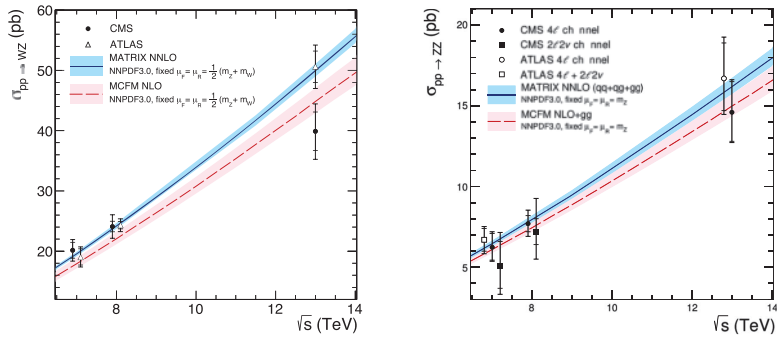 σpp → WZ (pb)
60
50
40
30
20
CMS
ATLAS
MATRIX NNLO
NNPDF3.0, fixed μF = μR = 1/2 (mZ + mW)
MCFM NLO
NNPDF3.0, fixed μF = μR = 1/2 (mZ + mW)
8 10 12 14
√s (TeV)
σpp → ZZ (pb)
20
15
10
5
CMS 4ℓ ch nnel
CMS 2ℓ2ν ch nnel
ATLAS 4ℓ ch nnel
ATLAS 4ℓ + 2ℓ2ν
MATRIX NNLO (qq+qg+gg)
NNPDF3.0, fixed μF = μR = mZ
MCFM NLO+gg
NNPDF3.0, fixed μF = μR = mZ
8 10 12 14
√s (TeV)